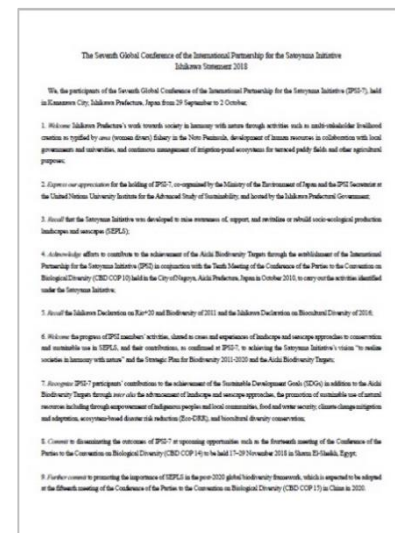 The Seventh Global Conference of the International Partnership for the Satoyama Initiative
Ishikawa Statement 2018
We, the participants of the Seventh Global Conference of the International Partnership for the Satoyama Initiative (IPSI-7), held
in Kanazawa City, Ishikawa Prefecture, Japan from 29 September to 2 October;
1. Welcome Ishikawa Prefecture's work towards society in harmony with nature through activities such as multi-stakeholder livelihood
creation as typified by ama (women divers) fishery in the Noto Peninsula, development of human resources in collaboration with local
governments and universities, and continuous management of irrigation-pond ecosystems for terraced paddy fields and other agricultural
purposes;
2. Express our appreciation for the holding of IPSI-7, co-organised by the Ministry of the Environment of Japan and the IPSI Secretariat at
the United Nations University Institute for the Advanced Study of Sustainability, and hosted by the Ishikawa Prefectural Government;
3. Recall that the Satoyama Initiative was developed to raise awareness of, support, and revitalize or rebuild socio-ecological production
landscapes and seascapes (SEPLS);
4. Acknowledge efforts to contribute to the achievement of the Aichi Biodiversity Targets through the establishment of the International
Partnership for the Satoyama Initiative (IPSI) in conjunction with the Tenth Meeting of the Conference of the Parties to the Convention on
Biological Diversity (CBD COP 10) held in the City of Nagoya, Aichi Prefecture, Japan in October 2010, to carry out the activities identified
under the Satoyama Initiative;
5. Recall the Ishikawa Declaration on Rio+20 and Biodiversity of 2011 and the Ishikawa Declaration on Biocultural Diversity of 2016;
6. Welcome the progress of IPSI members' activities, shared as cases and experiences of landscape and seascape approaches to conservation
and sustainable use in SEPLS, and their contributions, as confirmed at IPSI-7, to achieving the Satoyama Initiative's vision "to realize
societies in harmony with nature" and the Strategic Plan for Biodiversity 2011-2020 and the Aichi Biodiversity Targets;
7. Recognize IPSI-7 participants' contributions to the achievement of the Sustainable Development Goals (SDGs) in addition to the Aichi
Biodiversity Targets through inter alia the advancement of landscape and seascape approaches, the promotion of sustainable use of natural
resources including through empowerment of indigenous peoples and local communities, food and water security, climate change mitigation
and adaptation, ecosystem-based disaster risk reduction (Eco-DRR), and biocultural diversity conservation;
8. Commit to disseminating the outcomes of IPSI-7 at upcoming opportunities such as the fourteenth meeting of the Conference of the
Parties to the Convention on Biological Diversity (CBD COP 14) to be held 17-29 November 2018 in Sharm El-Sheikh, Egypt;
9. Further commit to promoting the importance of SEPLS in the post-2020 global biodiversity framework, which is expected to be adopted
at the fifteenth meeting of the Conference of the Parties to the Convention on Biological Diversity (CBD COP 15) in China in 2020.